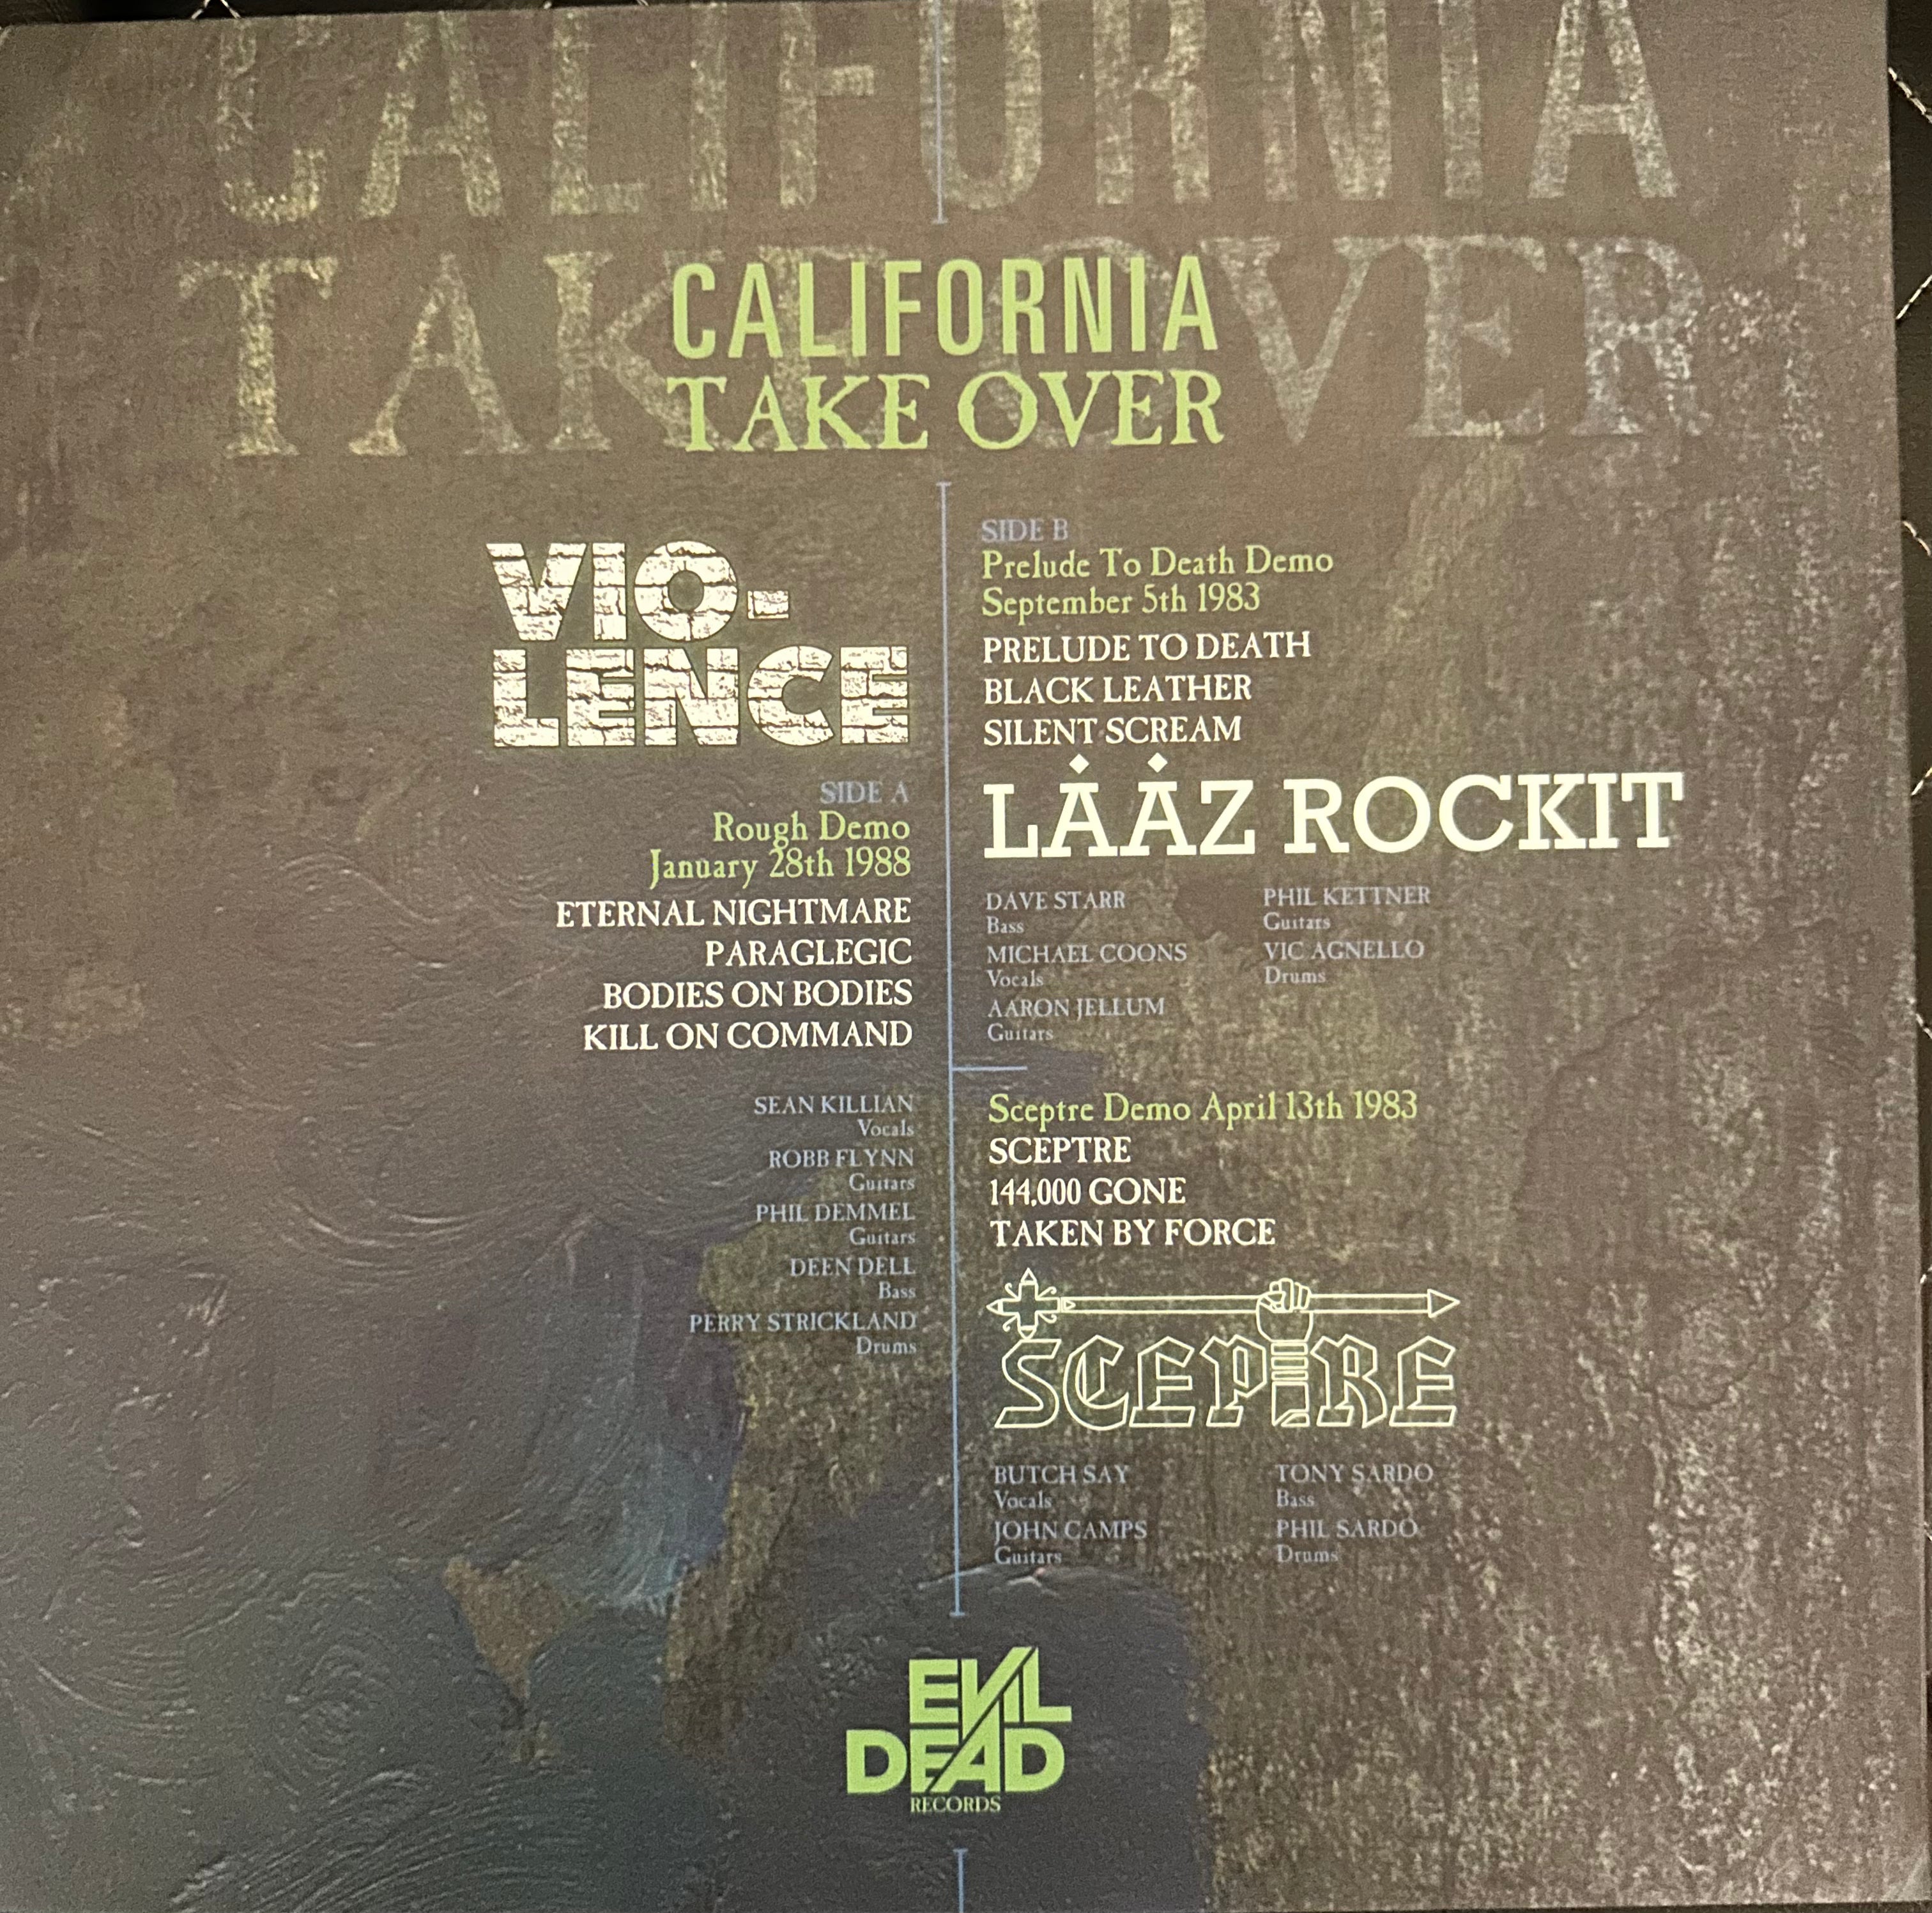 CALIFORNIA
TAKE OVER
CALIFORNIA
TAKE OVER
VIO-
LENCE
SIDE A
Rough Demo
January 28th 1988
ETERNAL NIGHTMARE
PARAGLEGIC
BODIES ON BODIES
KILL ON COMMAND
SEAN KILLIAN
Vocals
ROBB FLYNN
Guitars
PHIL DEMMEL
Guitars
DEEN DELL
Bass
PERRY STRICKLAND
Drums
SIDE B
Prelude To Death Demo
September 5th 1983
PRELUDE TO DEATH
BLACK LEATHER
SILENT SCREAM
LÅÅZ ROCKIT
DAVE STARR
Bass
MICHAEL COONS
Vocals
AARON JELLUM
Guitars
PHIL KETTNER
Guitars
VIC AGNELLO
Drums
Sceptre Demo April 13th 1983
SCEPTRE
144,000 GONE
TAKEN BY FORCE
SCEPTRE
BUTCH SAY
Vocals
JOHN CAMPS
Guitars
TONY SARDO
Bass
PHIL SARDO
Drums
EVIL
DEAD
RECORDS